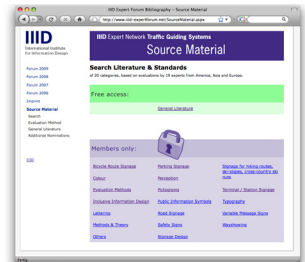 IIID Expert Forum Bibliography – Source Material
http://www.iiid-expertforum.net/SourceMaterial.aspx
IIID
International Institute
for Information Design
IIID Expert Network Traffic Guiding Systems
Source Material
Forum 2005
Forum 2006
Forum 2007
Forum 2008
Imprint
Source Material
Search
Evaluation Method
General Literature
Additional Nominations
Search Literature & Standards
of 20 categories, based on evaluations by 19 experts from America, Asia and Europe.
Free access:
General Literature
Members only:
Bicycle Route Signage
Parking Signage
Signage for hiking routes,
ski-slopes, cross-country ski
runs
Colour
Perception
Evaluation Methods
Pictograms
Terminal / Station Signage
Inclusive Information Design
Public Information Symbols
Typography
Lettering
Road Signage
Variable Message Signs
Methods & Theory
Safety Signs
Wayshowing
Others
Signage Design